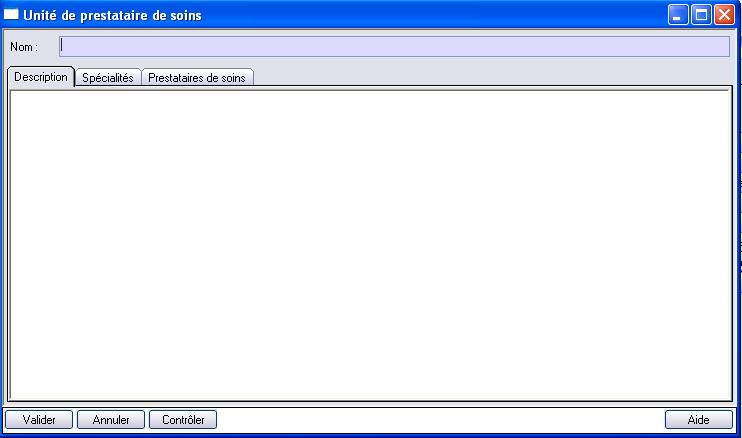 Unité de prestataire de soins
Nom :
Description Spécialités Prestataires de soins
Valider Annuler Contrôler Aide